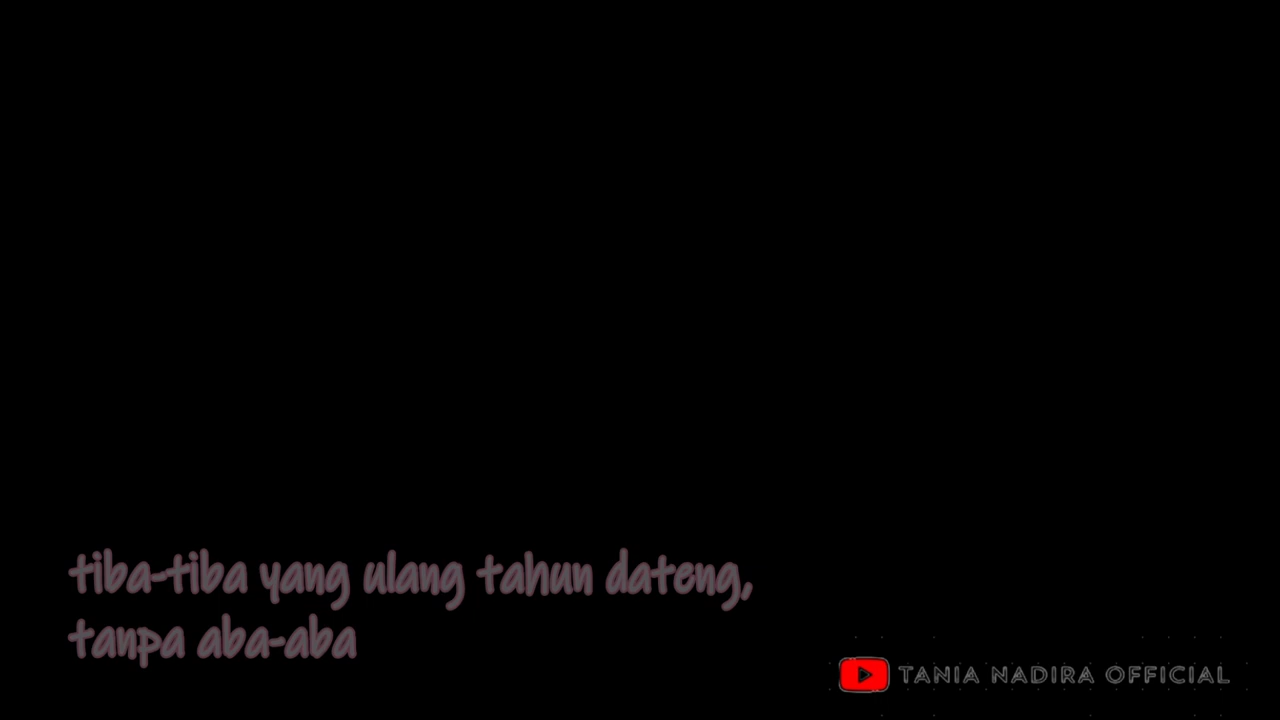 tiba-tiba yang ulang tahun dateng,
tanpa aba-aba
TANIA NADIRA OFFICIAL